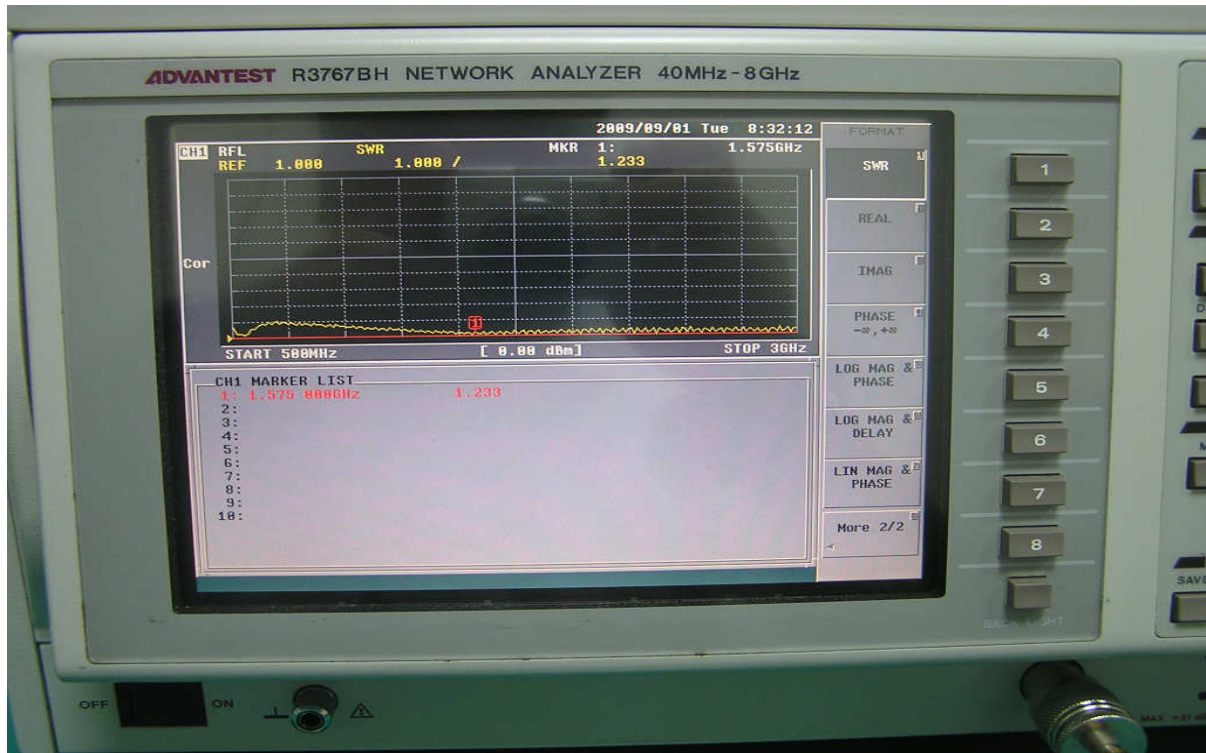 ADVANTEST R3767BH NETWORK ANALYZER 40MHz-8GHz
2009/09/01 Tue 8:32:12
CH1 RFL SWR MKR 1: 1.575GHz
REF 1.000 1.000 / 1.233
Cor
1
START 500MHz [ 0.00 dBm] STOP 3GHz
CH1 MARKER LIST
1: 1.575 000GHz 1.233
2:
3:
4:
5:
6:
7:
8:
9:
10:
FORMAT
SWR
REAL
IMAG
PHASE
-∞,+∞
LOG MAG &
PHASE
LOG MAG &
DELAY
LIN MAG &
PHASE
More 2/2
1
2
3
4
5
6
7
8
BACK LIGHT
SAVE
OFF
ON